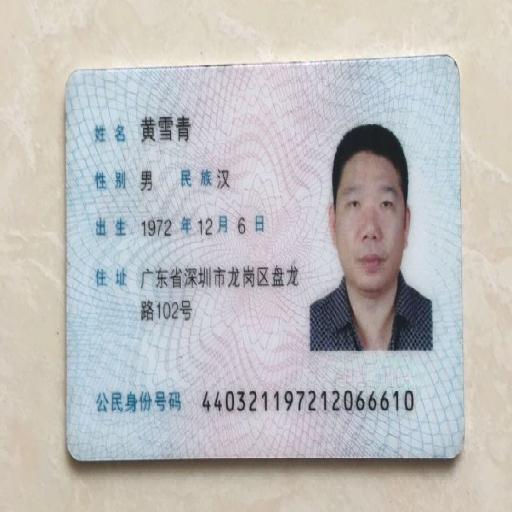 姓名 黄雪青
性别 男 民族 汉
出生 1972 年 12 月 6 日
住址 广东省深圳市龙岗区盘龙
路102号
公民身份号码 440321197212066610